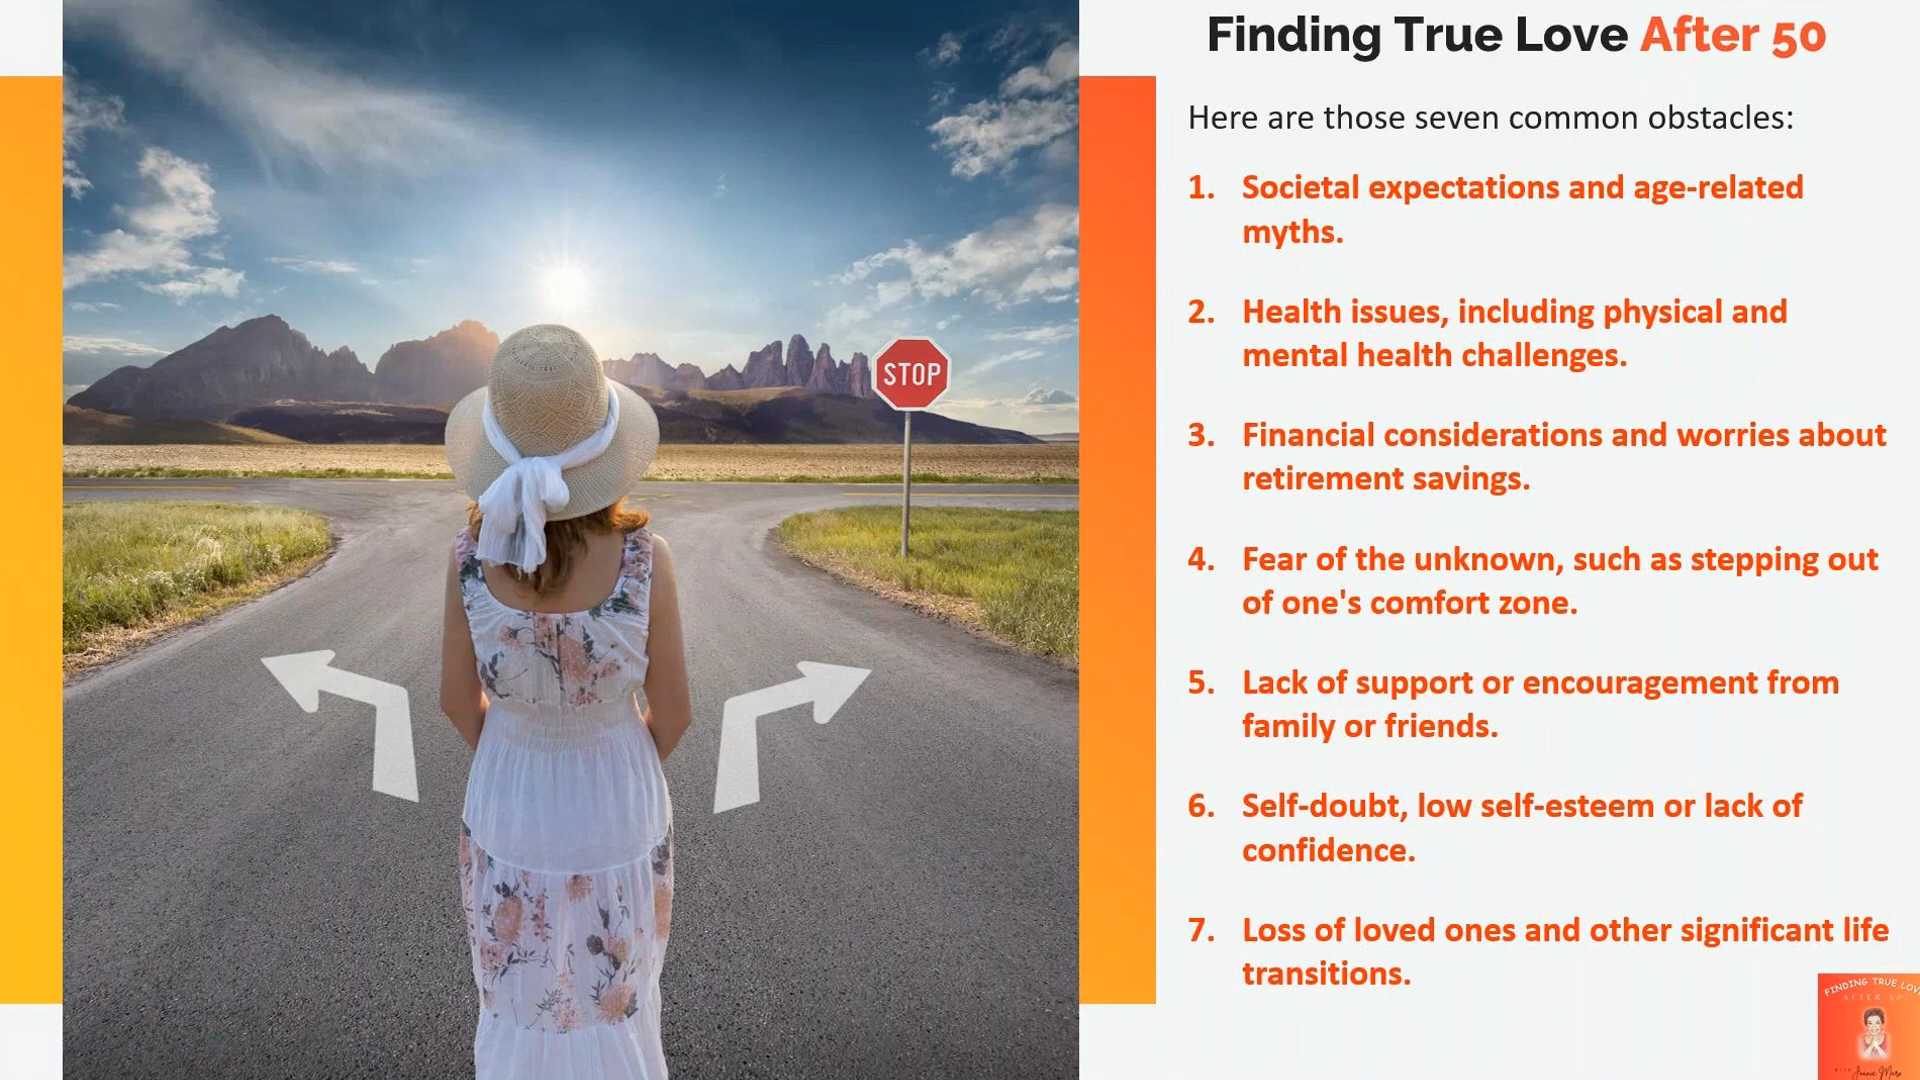 Finding True Love After 50
Here are those seven common obstacles:
1. Societal expectations and age-related
myths.
2. Health issues, including physical and
mental health challenges.
3. Financial considerations and worries about
retirement savings.
4. Fear of the unknown, such as stepping out
of one's comfort zone.
5. Lack of support or encouragement from
family or friends.
6. Self-doubt, low self-esteem or lack of
confidence.
7. Loss of loved ones and other significant life
transitions.
STOP
FINDING TRUE
AFTER
WITH